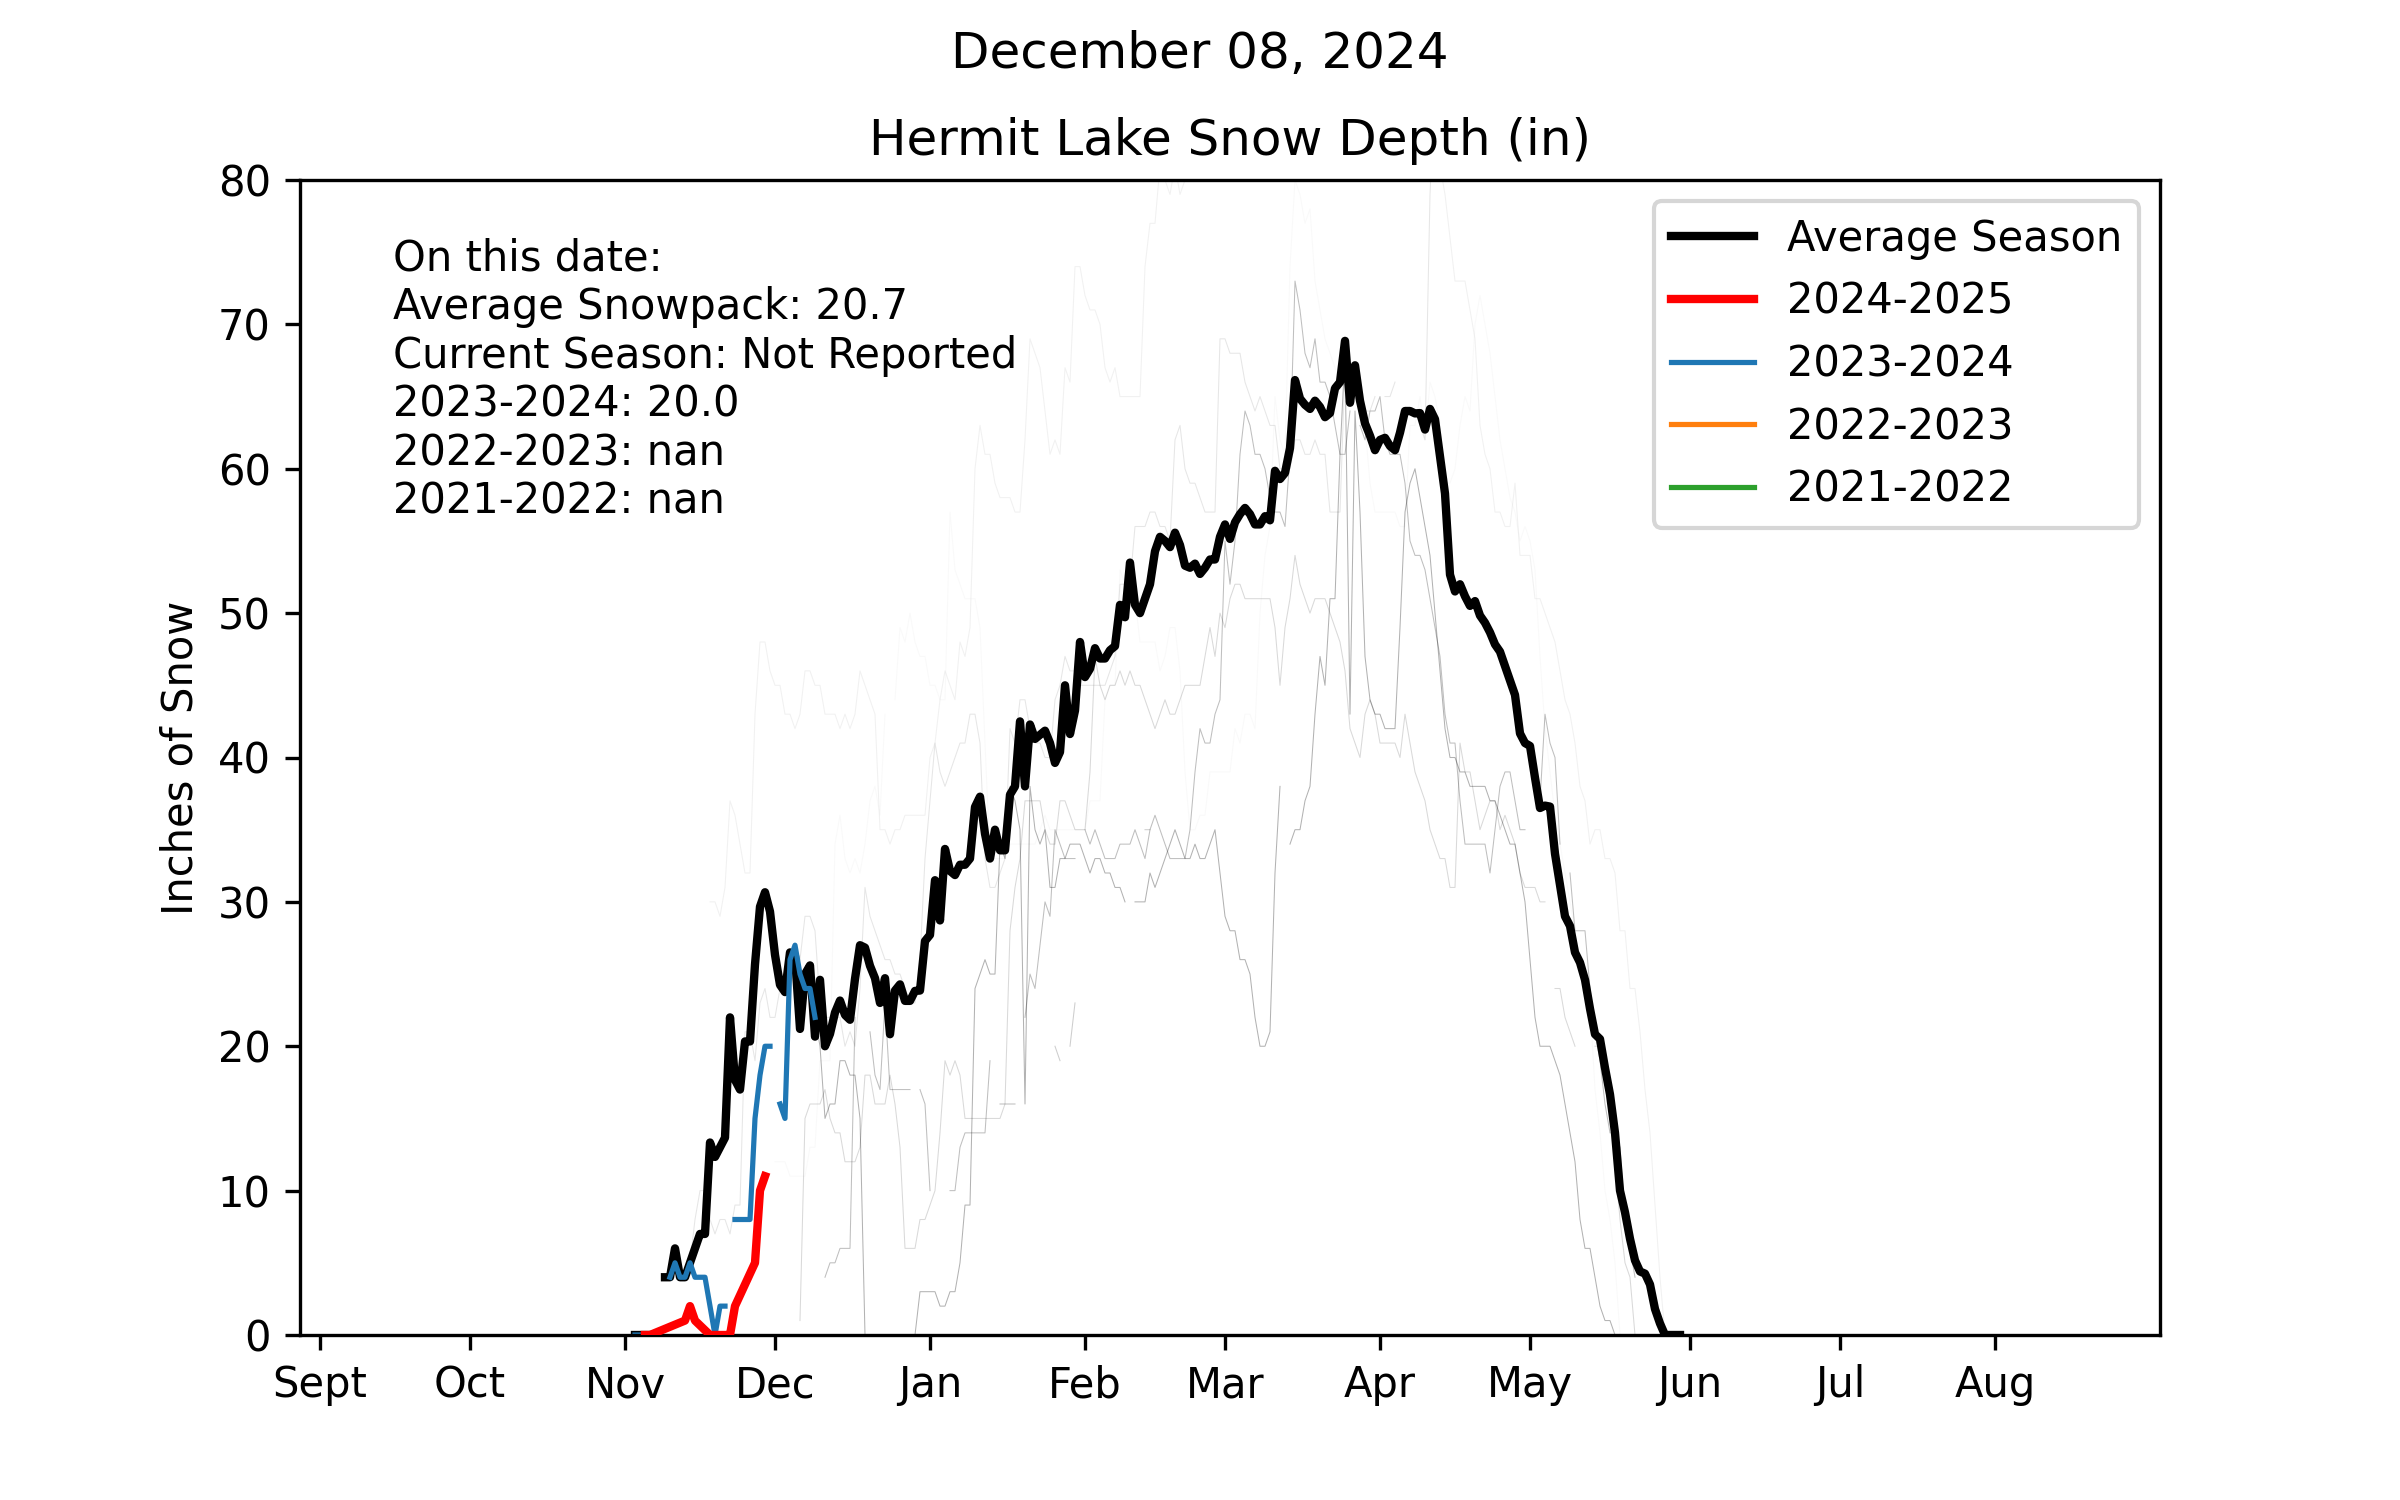 December 08, 2024
Hermit Lake Snow Depth (in)
80
70
60
50
40
30
20
10
0
Inches of Snow
On this date:
Average Snowpack: 20.7
Current Season: Not Reported
2023-2024: 20.0
2022-2023: nan
2021-2022: nan
Average Season
2024-2025
2023-2024
2022-2023
2021-2022
Sept Oct Nov Dec Jan Feb Mar Apr May Jun Jul Aug